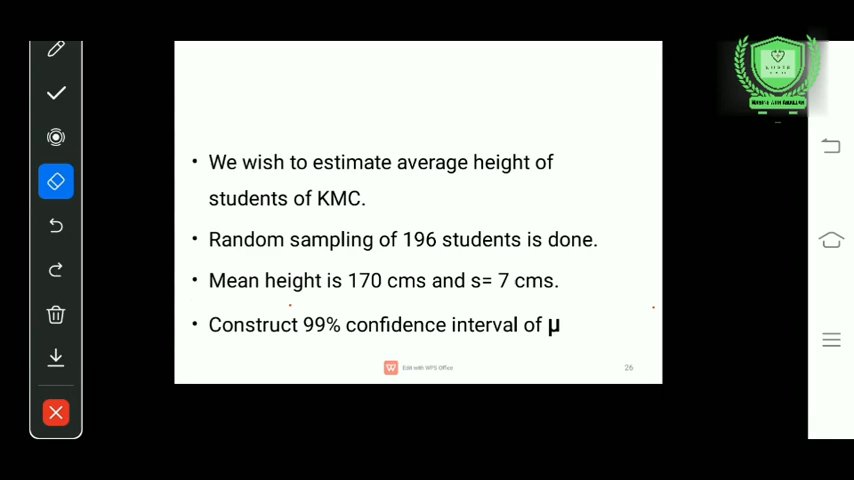 • We wish to estimate average height of
students of KMC.
• Random sampling of 196 students is done.
• Mean height is 170 cms and s= 7 cms.
• Construct 99% confidence interval of μ
Edit with WPS Office
26